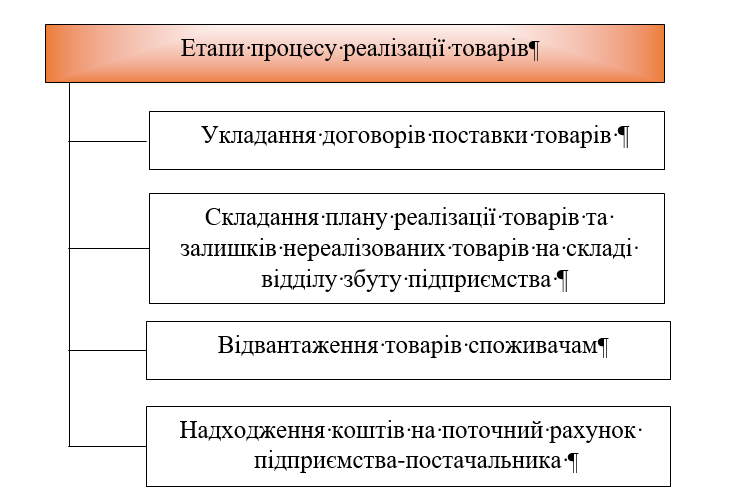 Етапи·процесу·реалізації·товарів¶
Укладання·договорів·поставки·товарів·¶
Складання·плану·реалізації·товарів·та·
залишків·нереалізованих·товарів·на·складі·
відділу·збуту·підприємства·¶
Відвантаження·товарів·споживачам¶
Надходження·коштів·на·поточний·рахунок·
підприємства-постачальника·¶